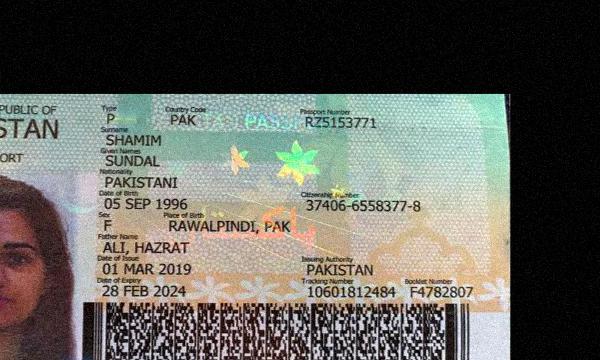 PUBLIC OF
STAN
PORT
Type Country Code Passport Number
P PAK RZ5153771
Surname
SHAMIM
Given Names
SUNDAL
Nationality
PAKISTANI
Date of Birth Citizenship Number
05 SEP 1996 37406-6558377-8
Sex Place of Birth
F RAWALPINDI, PAK
Father Name
ALI, HAZRAT
Date of Issue Issuing Authority
01 MAR 2019 PAKISTAN
Date of Expiry Tracking Number Booklet Number
28 FEB 2024 10601812484 F4782807